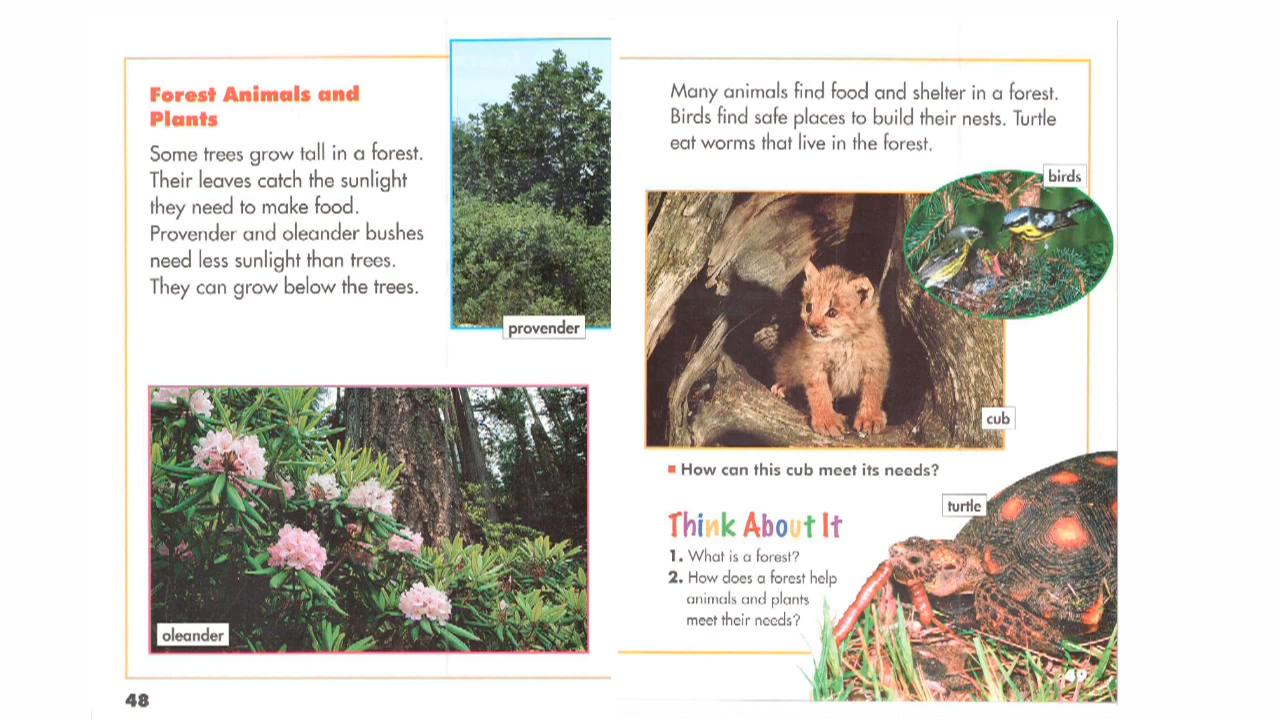 Forest Animals and
Plants
Some trees grow tall in a forest.
Their leaves catch the sunlight
they need to make food.
Provender and oleander bushes
need less sunlight than trees.
They can grow below the trees.
provender
oleander
48
Many animals find food and shelter in a forest.
Birds find safe places to build their nests. Turtle
eat worms that live in the forest.
birds
cub
■ How can this cub meet its needs?
turtle
Think About It
1. What is a forest?
2. How does a forest help
animals and plants
meet their needs?
49